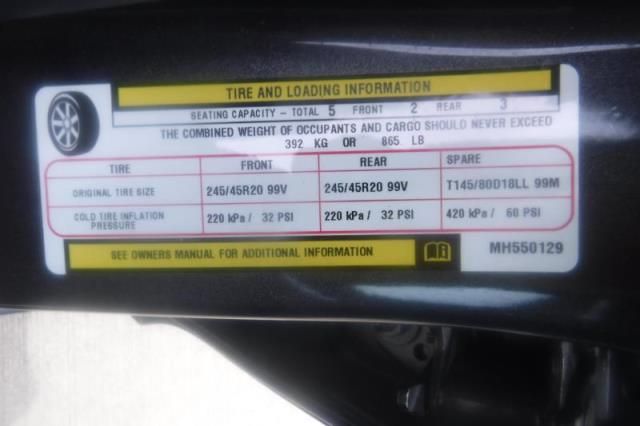 TIRE AND LOADING INFORMATION
SEATING CAPACITY – TOTAL 5 FRONT 2 REAR 3
THE COMBINED WEIGHT OF OCCUPANTS AND CARGO SHOULD NEVER EXCEED
392 KG OR 865 LB
TIRE FRONT REAR SPARE
ORIGINAL TIRE SIZE 245/45R20 99V 245/45R20 99V T145/80D18LL 99M
COLD TIRE INFLATION PRESSURE 220 kPa / 32 PSI 220 kPa / 32 PSI 420 kPa / 60 PSI
SEE OWNERS MANUAL FOR ADDITIONAL INFORMATION
MH550129